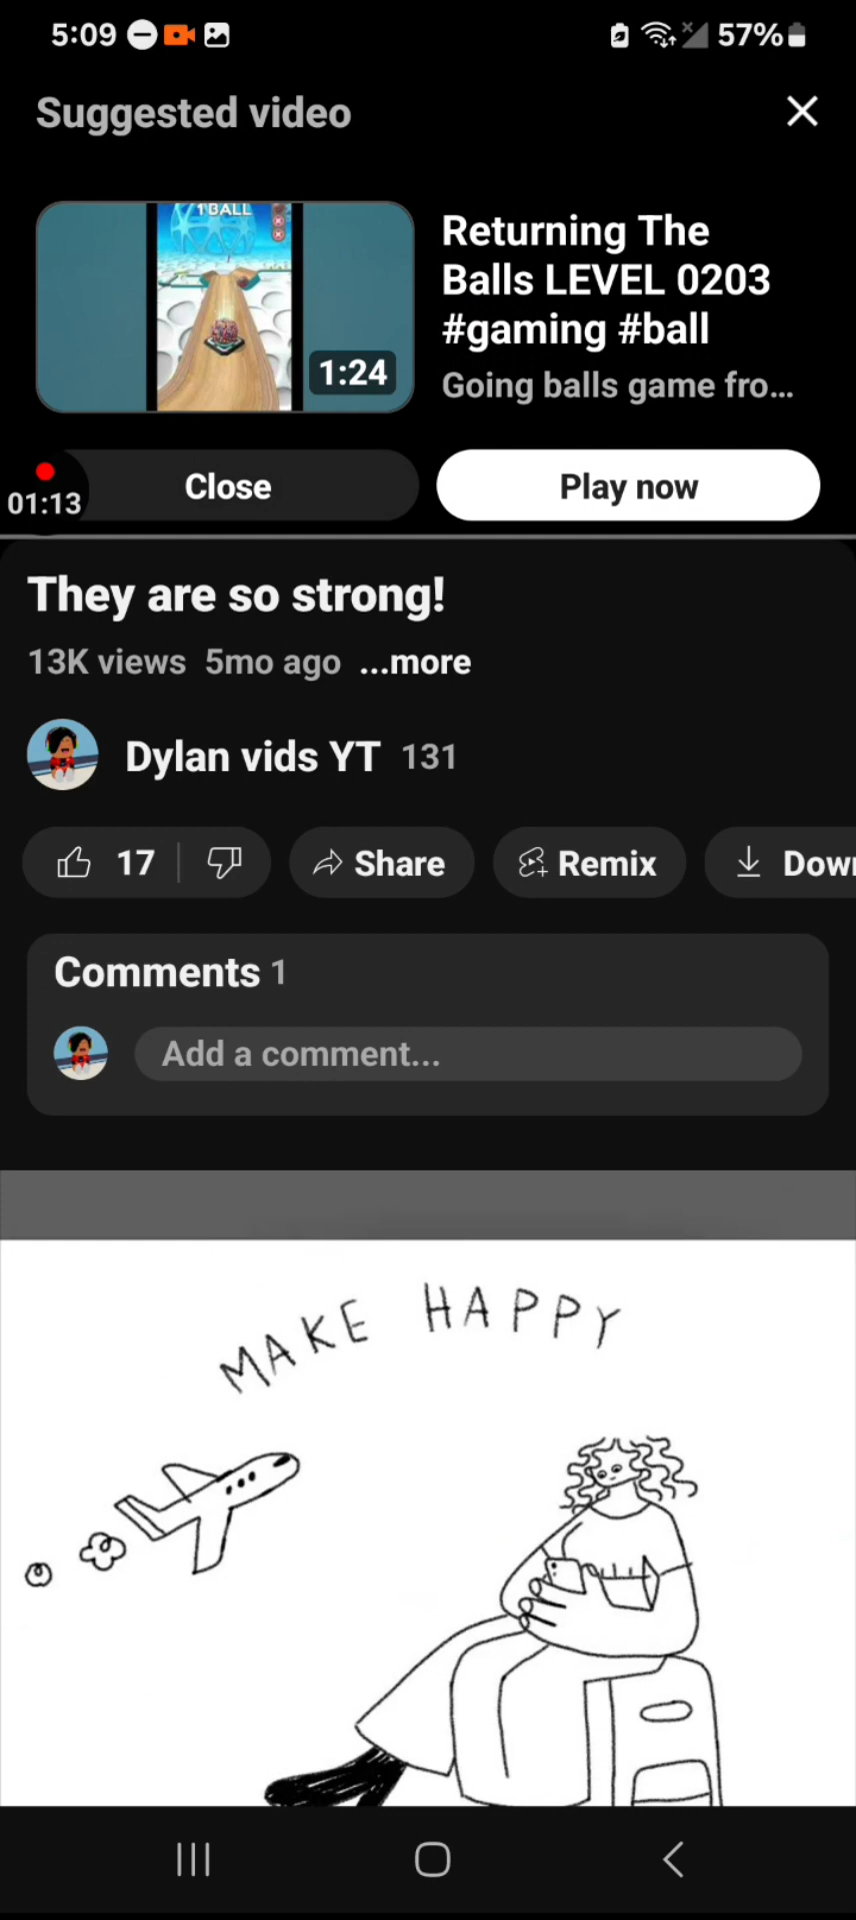 5:09
57%
Suggested video
1 BALL
1:24
Returning The
Balls LEVEL 0203
#gaming #ball
Going balls game fro...
01:13
Close
Play now
They are so strong!
13K views 5mo ago ...more
Dylan vids YT 131
17
Share
Remix
Down
Comments 1
Add a comment...
MAKE HAPPY